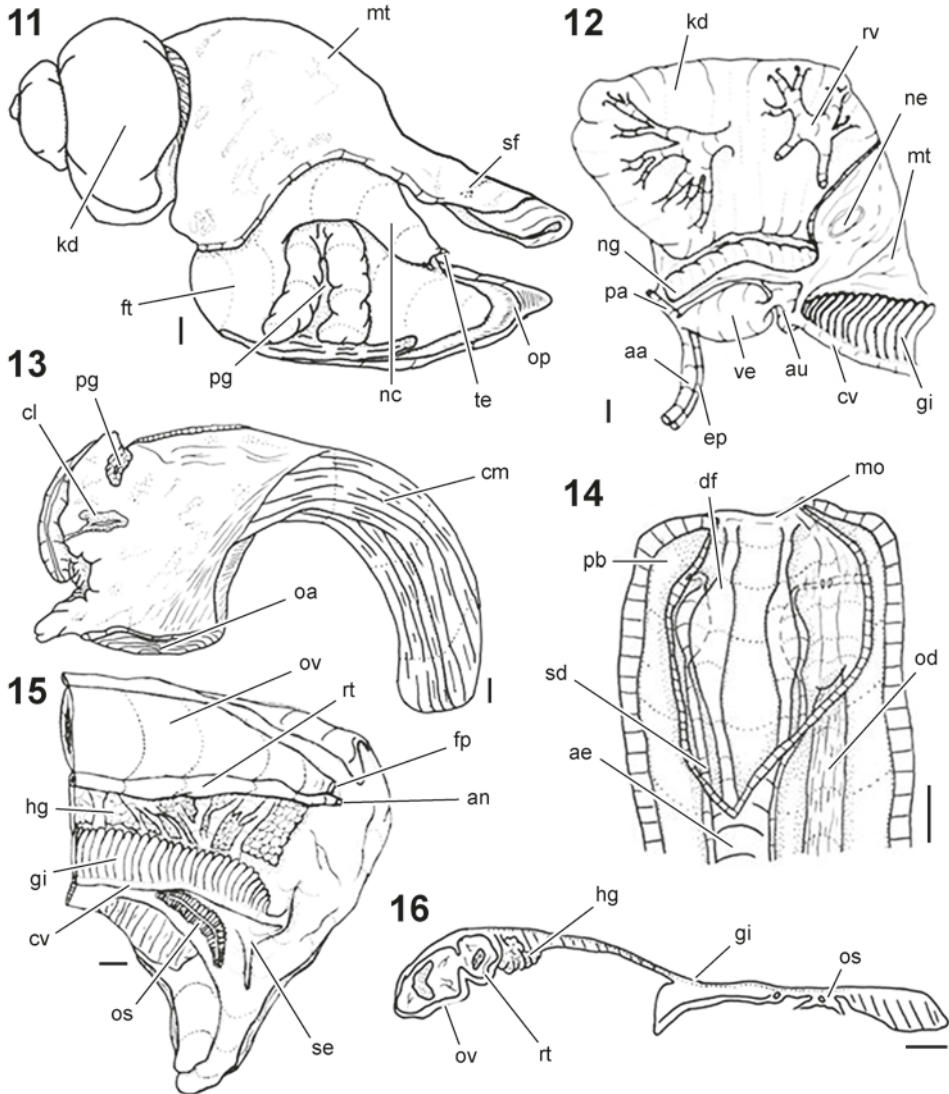 11
mt
sf
kd
ft
pg
nc
te
op
12
kd
rv
ne
mt
ng
pa
aa
ep
ve
au
cv
gi
13
pg
cl
cm
oa
14
df
mo
pb
sd
od
ae
15
ov
rt
fp
an
hg
gi
cv
os
se
16
hg
gi
os
ov
rt